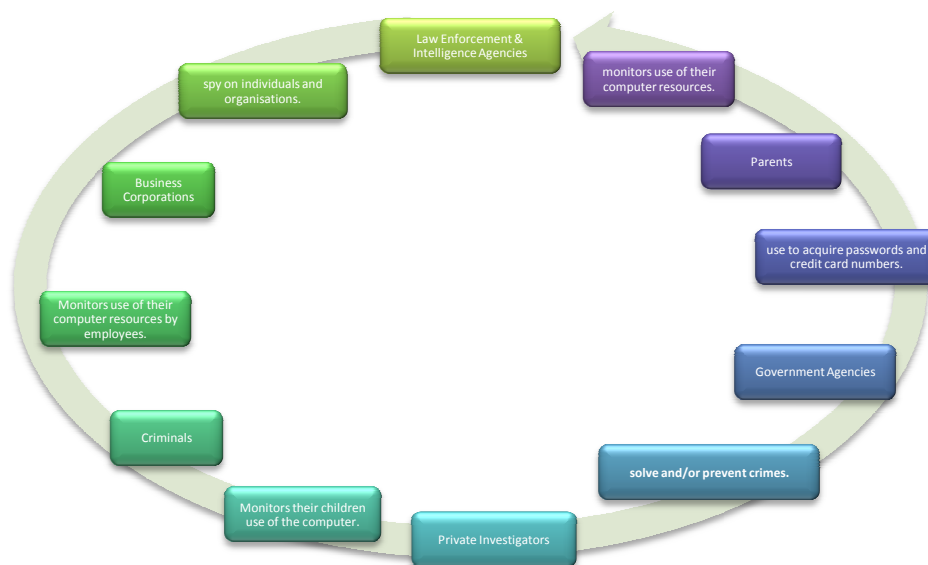 Law Enforcement &
Intelligence Agencies
monitors use of their
computer resources.
Parents
use to acquire passwords and
credit card numbers.
Government Agencies
solve and/or prevent crimes.
Private Investigators
Monitors their children
use of the computer.
Criminals
Monitors use of their
computer resources by
employees.
Business
Corporations
spy on individuals and
organisations.